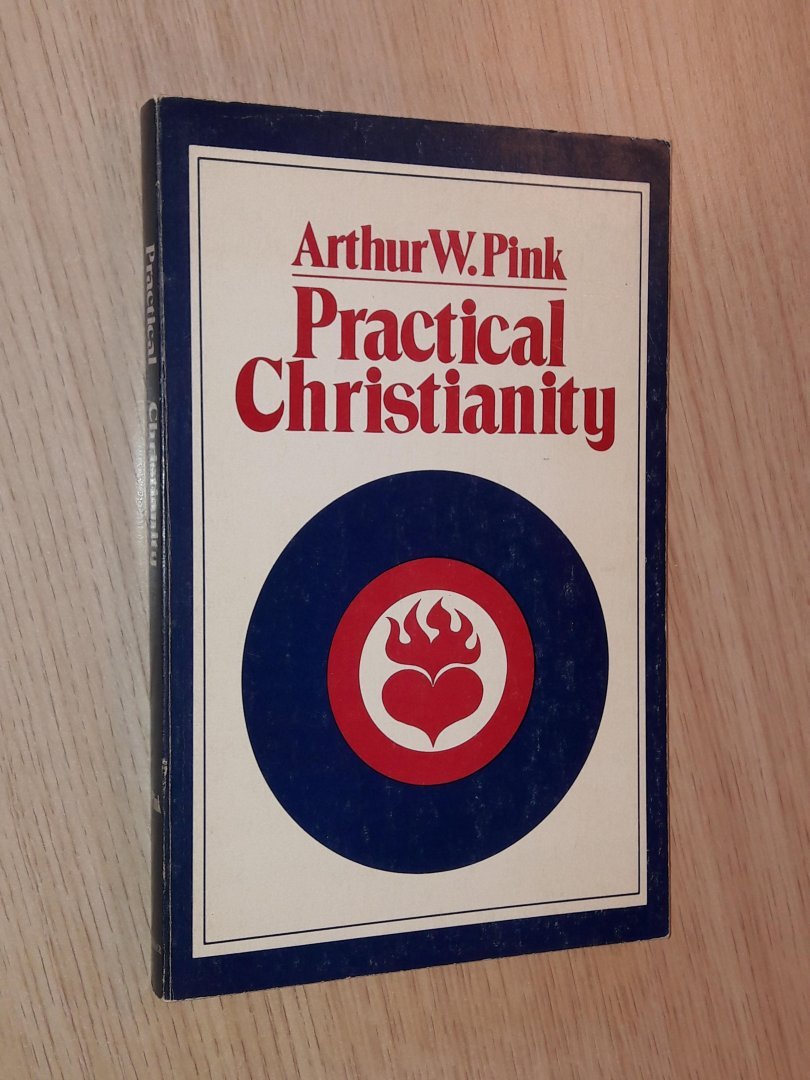 Arthur W. Pink
Practical
Christianity
Practical Christianity